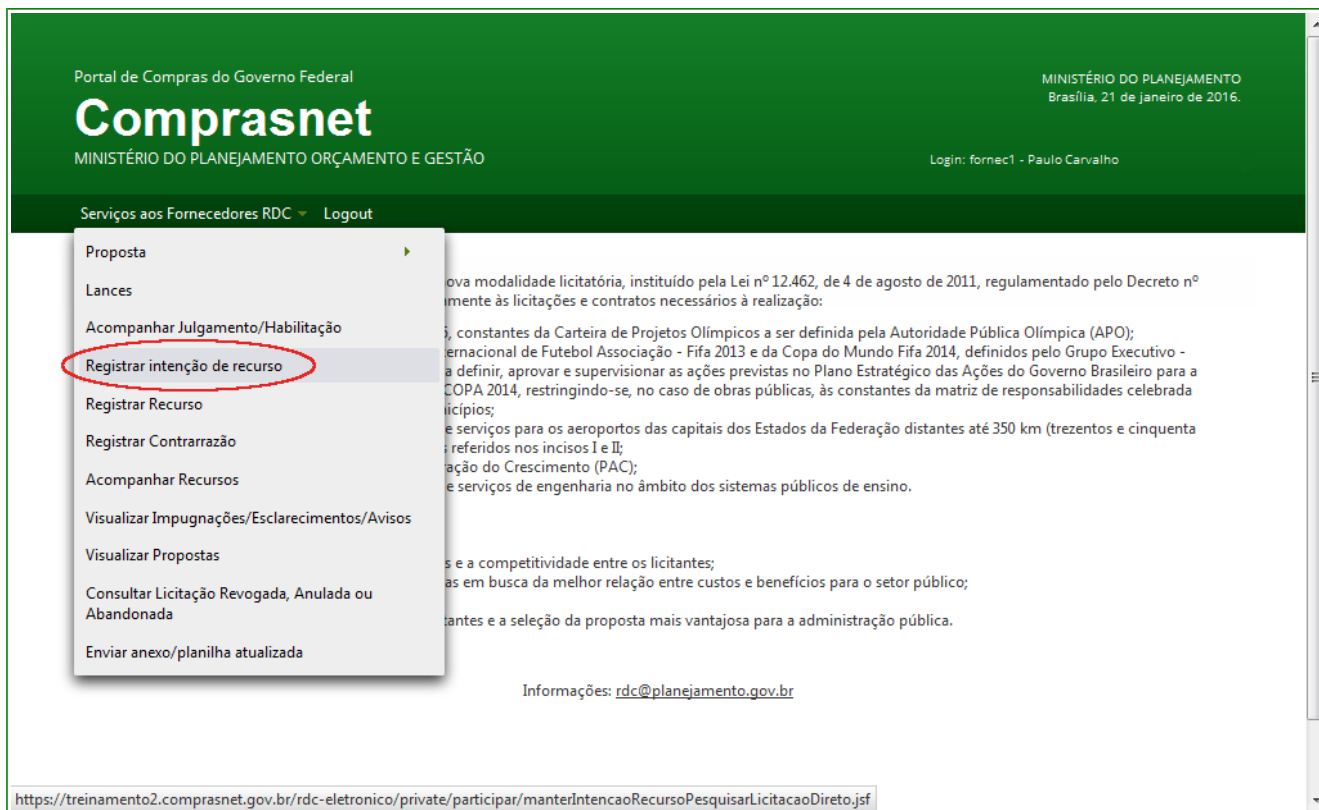 Portal de Compras do Governo Federal
MINISTÉRIO DO PLANEJAMENTO
Brasília, 21 de janeiro de 2016.
Comprasnet
MINISTÉRIO DO PLANEJAMENTO ORÇAMENTO E GESTÃO
Login: fornec1 - Paulo Carvalho
Serviços aos Fornecedores RDC Logout
Proposta
Lances
Acompanhar Julgamento/Habilitação
Registrar intenção de recurso
Registrar Recurso
Registrar Contrarrazão
Acompanhar Recursos
Visualizar Impugnações/Esclarecimentos/Avisos
Visualizar Propostas
Consultar Licitação Revogada, Anulada ou
Abandonada
Enviar anexo/planilha atualizada
ova modalidade licitatória, instituído pela Lei nº 12.462, de 4 de agosto de 2011, regulamentado pelo Decreto nº
amente às licitações e contratos necessários à realização:
, constantes da Carteira de Projetos Olímpicos a ser definida pela Autoridade Pública Olímpica (APO);
ternacional de Futebol Associação - Fifa 2013 e da Copa do Mundo Fifa 2014, definidos pelo Grupo Executivo -
a definir, aprovar e supervisionar as ações previstas no Plano Estratégico das Ações do Governo Brasileiro para a
COPA 2014, restringindo-se, no caso de obras públicas, às constantes da matriz de responsabilidades celebrada
icípios;
e serviços para os aeroportos das capitais dos Estados da Federação distantes até 350 km (trezentos e cinquenta
s referidos nos incisos I e II;
ração do Crescimento (PAC);
e serviços de engenharia no âmbito dos sistemas públicos de ensino.
s e a competitividade entre os licitantes;
as em busca da melhor relação entre custos e benefícios para o setor público;
tantes e a seleção da proposta mais vantajosa para a administração pública.
Informações: rdc@planejamento.gov.br
https://treinamento2.comprasnet.gov.br/rdc-eletronico/private/participar/manterIntencaoRecursoPesquisarLicitacaoDireto.jsf